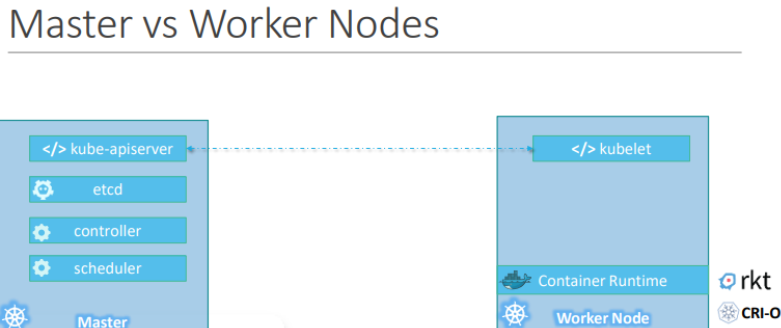 Master vs Worker Nodes
</> kube-apiserver
etcd
controller
scheduler
Master
</> kubelet
Container Runtime
Worker Node
rkt
CRI-O